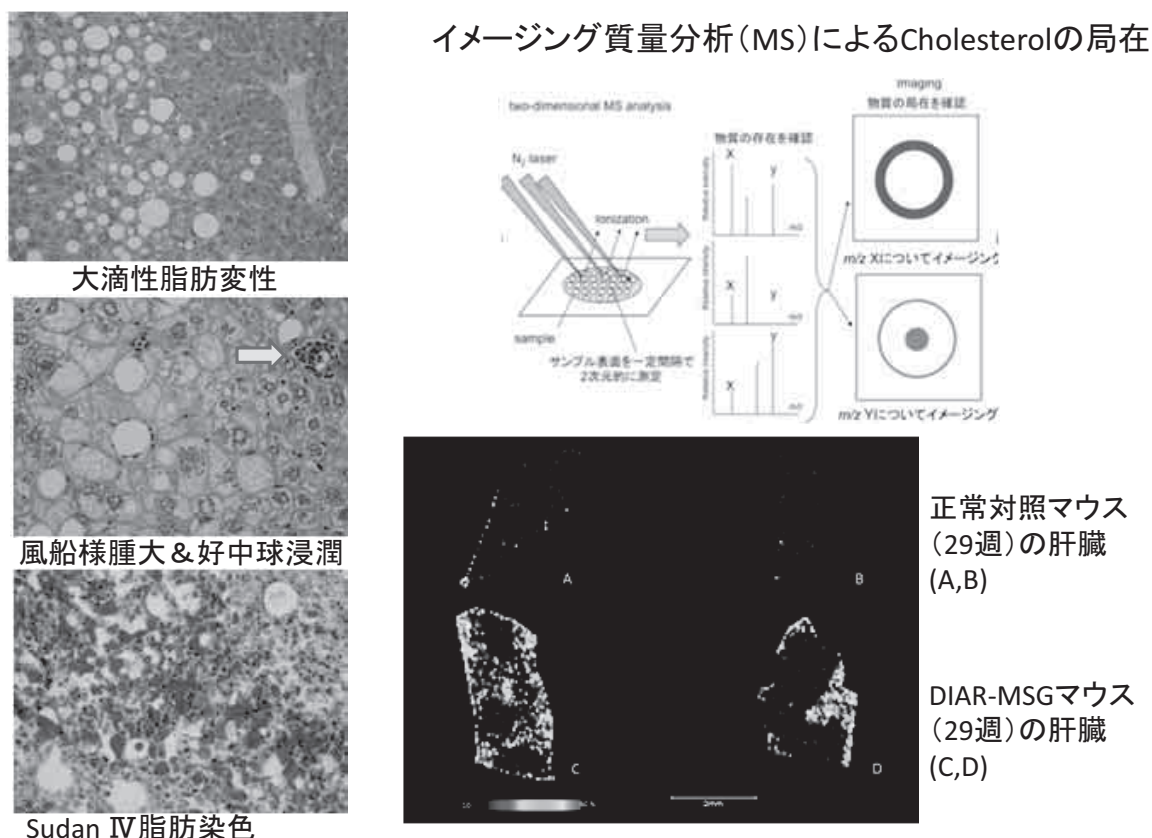 イメージング質量分析(MS)によるCholesterolの局在
大滴性脂肪変性
風船様腫大&好中球浸潤
Sudan Ⅳ脂肪染色
two-dimensional MS analysis
N₂ laser
Ionization
sample
サンプル表面を一定間隔で
2次元的に測定
物質の存在を確認
X
Y
Relative intensity
m/z
X
Y
Relative intensity
m/z
X
Y
Relative intensity
m/z
imaging
物質の局在を確認
m/z Xについてイメージング
m/z Yについてイメージング
A
B
C
D
2mm
正常対照マウス
(29週)の肝臓
(A,B)
DIAR-MSGマウス
(29週)の肝臓
(C,D)